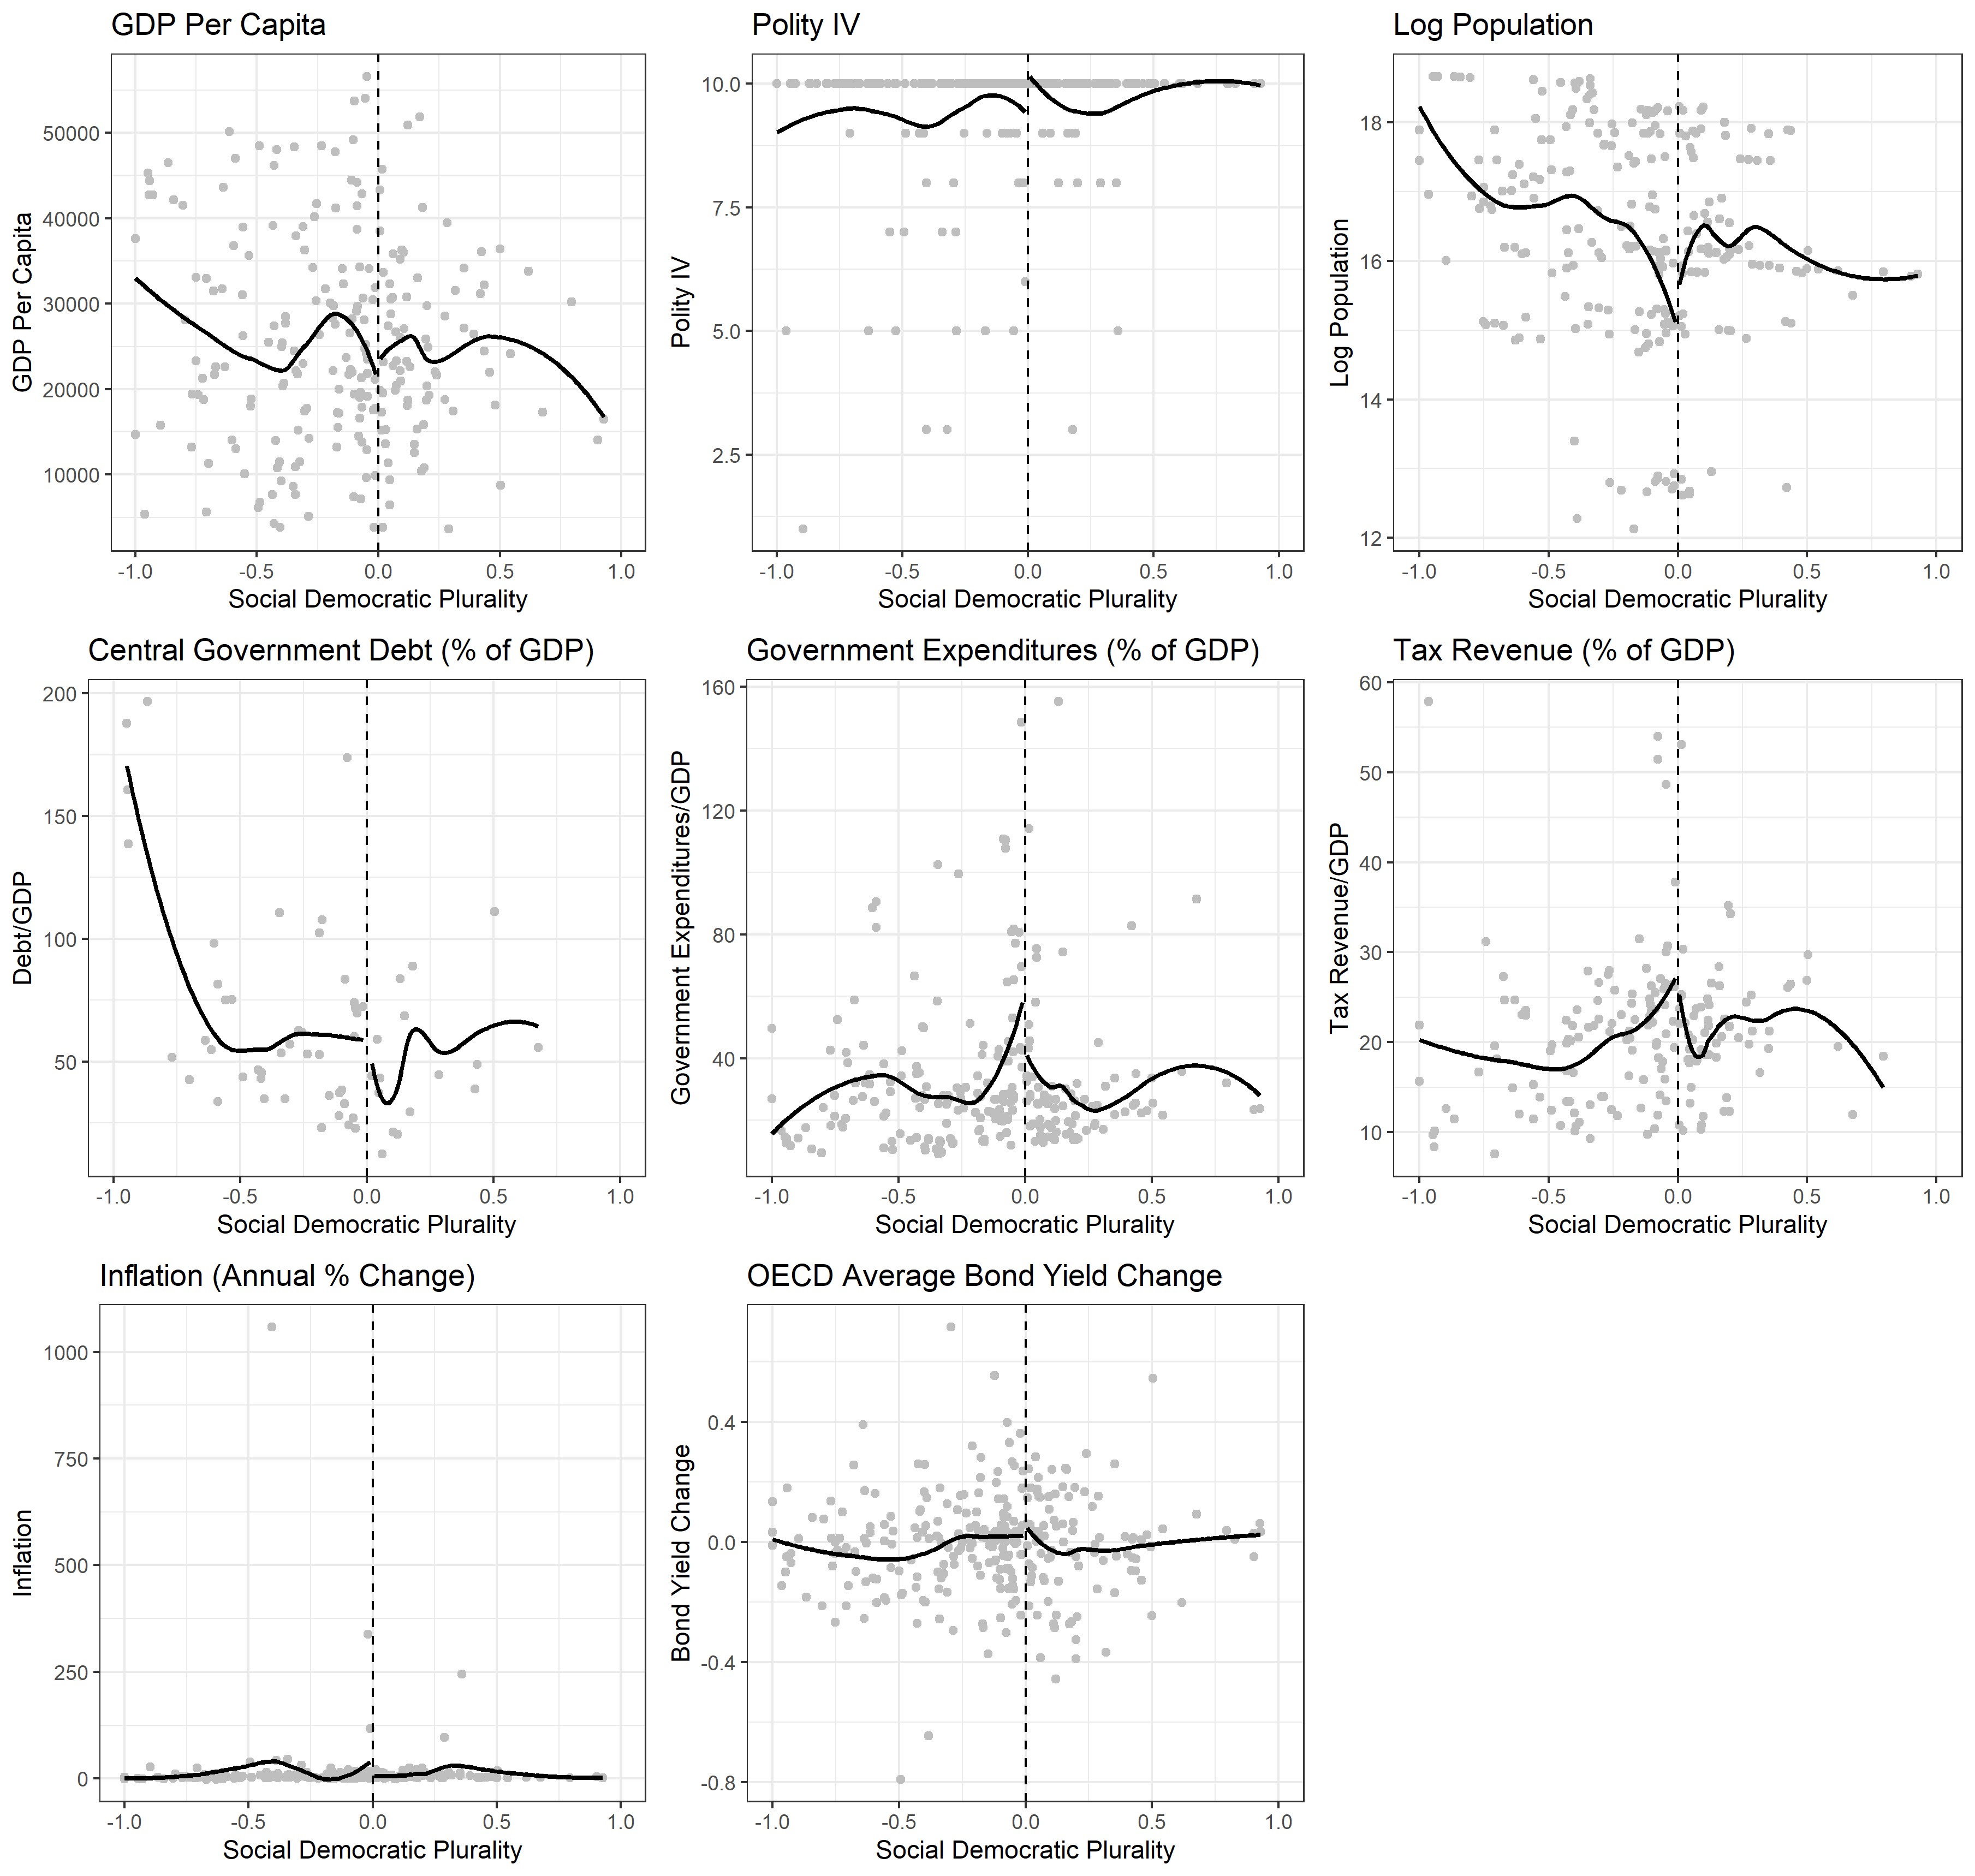 GDP Per Capita
GDP Per Capita
50000
40000
30000
20000
10000
-1.0 -0.5 0.0 0.5 1.0
Social Democratic Plurality
Polity IV
Polity IV
10.0
7.5
5.0
2.5
-1.0 -0.5 0.0 0.5 1.0
Social Democratic Plurality
Log Population
Log Population
18
16
14
12
-1.0 -0.5 0.0 0.5 1.0
Social Democratic Plurality
Central Government Debt (% of GDP)
Debt/GDP
200
150
100
50
-1.0 -0.5 0.0 0.5 1.0
Social Democratic Plurality
Government Expenditures (% of GDP)
Government Expenditures/GDP
160
120
80
40
-1.0 -0.5 0.0 0.5 1.0
Social Democratic Plurality
Tax Revenue (% of GDP)
Tax Revenue/GDP
60
50
40
30
20
10
-1.0 -0.5 0.0 0.5 1.0
Social Democratic Plurality
Inflation (Annual % Change)
Inflation
1000
750
500
250
0
-1.0 -0.5 0.0 0.5 1.0
Social Democratic Plurality
OECD Average Bond Yield Change
Bond Yield Change
0.4
0.0
-0.4
-0.8
-1.0 -0.5 0.0 0.5 1.0
Social Democratic Plurality